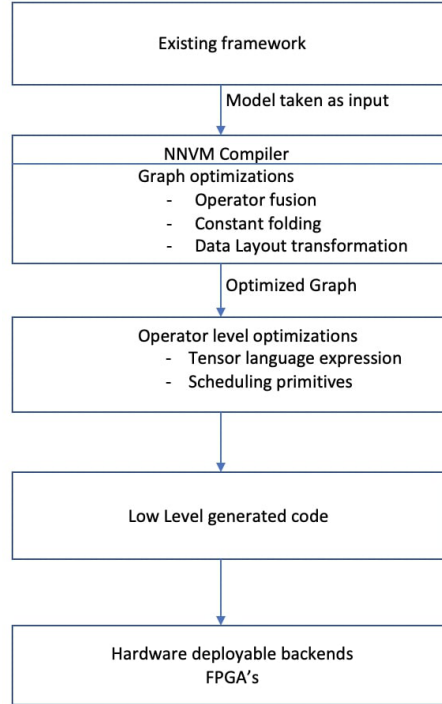 Existing framework
Model taken as input
NNVM Compiler
Graph optimizations
- Operator fusion
- Constant folding
- Data Layout transformation
Optimized Graph
Operator level optimizations
- Tensor language expression
- Scheduling primitives
Low Level generated code
Hardware deployable backends
FPGA's